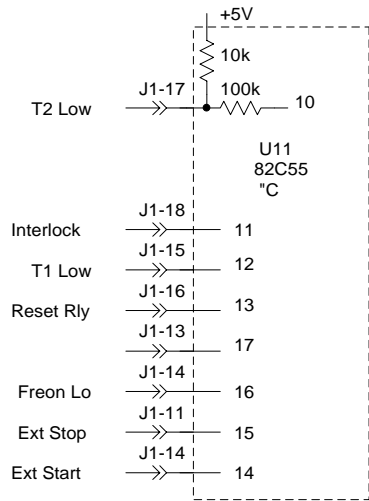 +5V
10k
J1-17 100k
T2 Low 10
U11
82C55
"C
J1-18
Interlock 11
J1-15
T1 Low 12
J1-16
Reset Rly 13
J1-13
17
J1-14
Freon Lo 16
J1-11
Ext Stop 15
J1-14
Ext Start 14